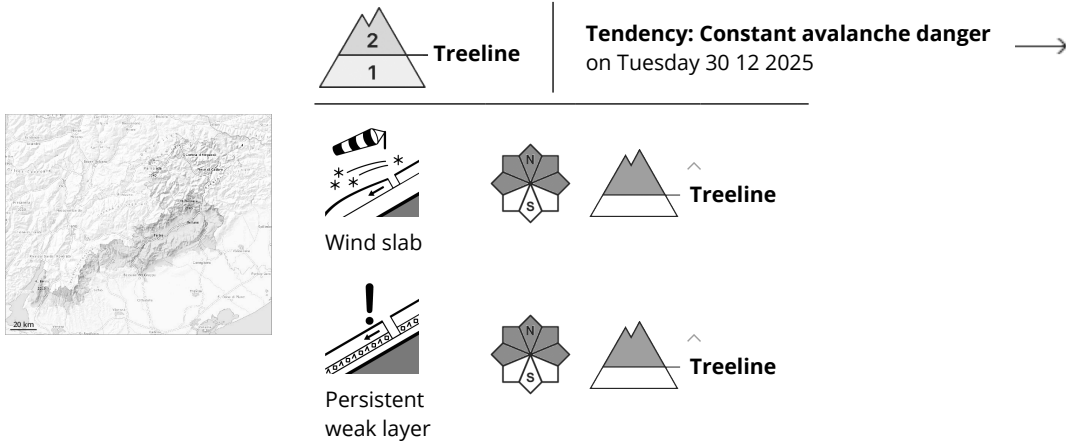 2
1
Treeline
Tendency: Constant avalanche danger
on Tuesday 30 12 2025
20 km
N
S
Treeline
Wind slab
N
S
Treeline
Persistent
weak layer